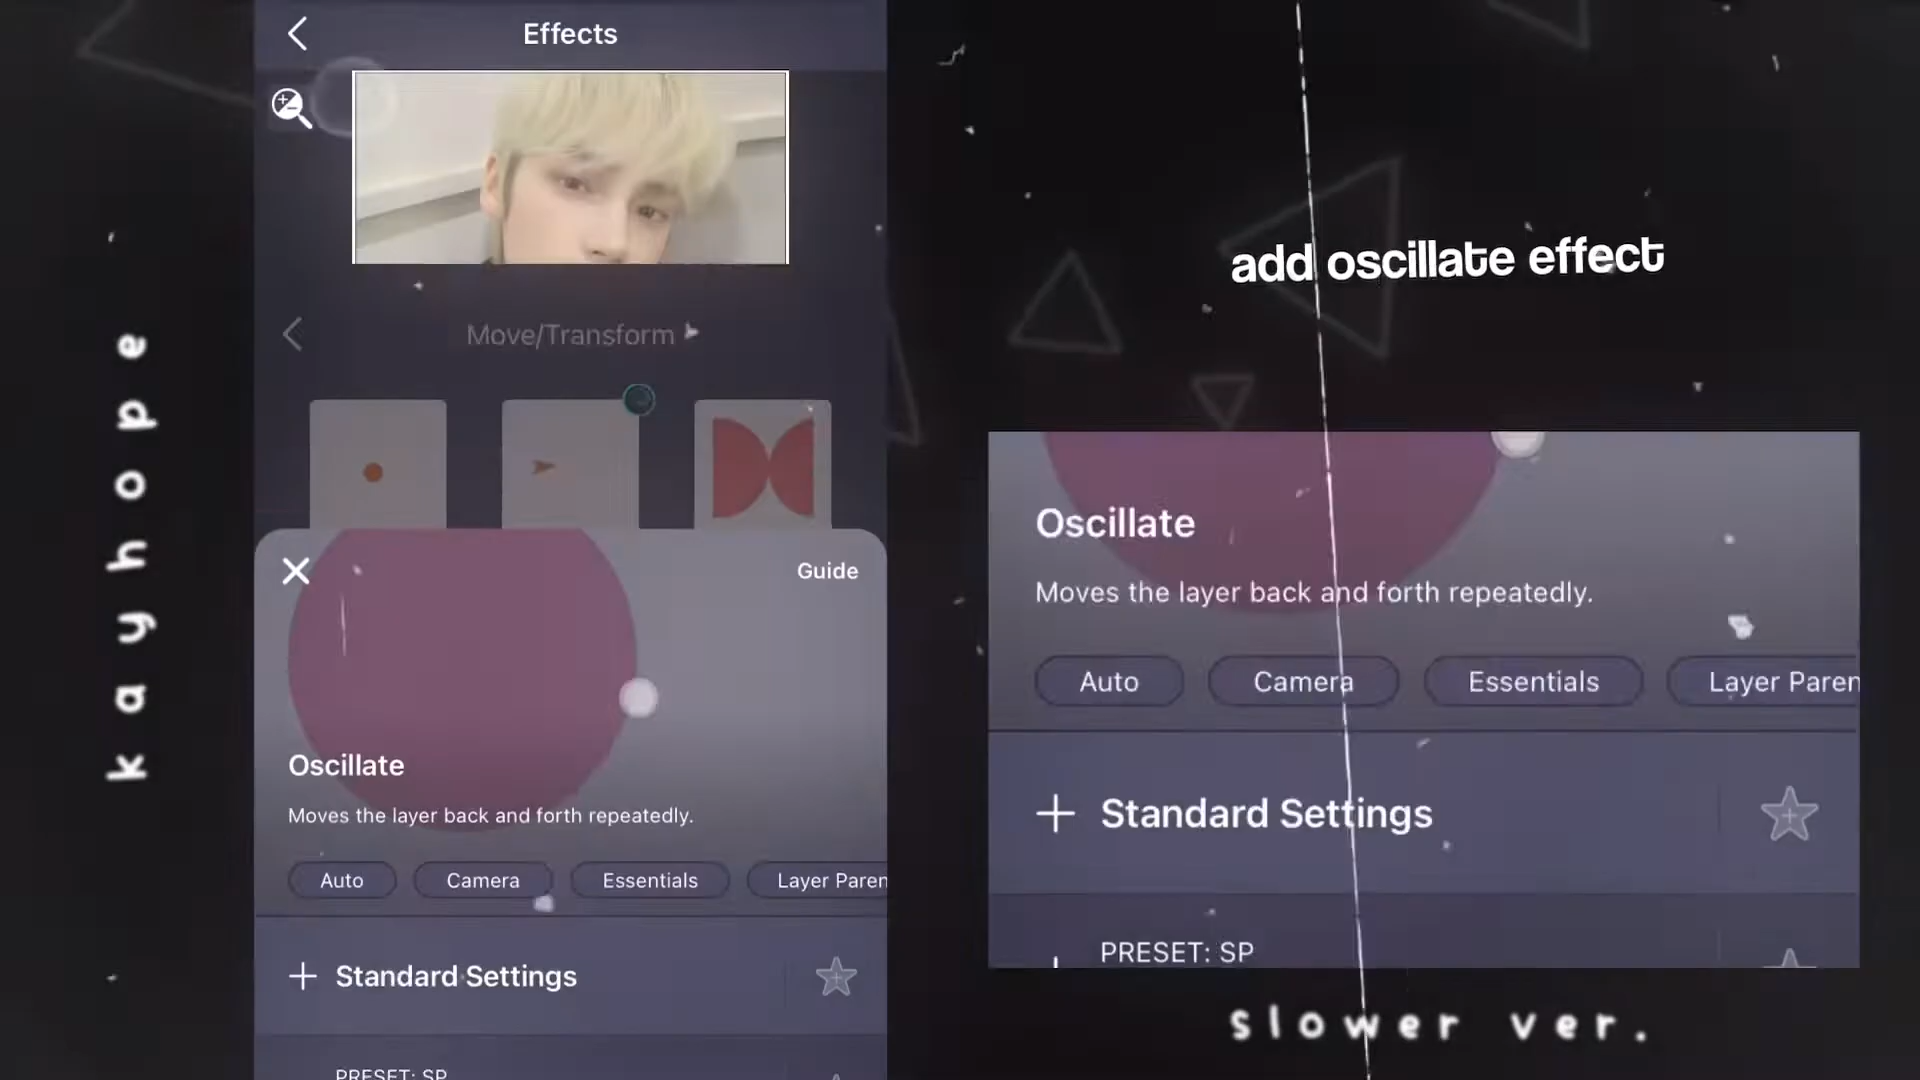 Effects
Move/Transform
Guide
Oscillate
Moves the layer back and forth repeatedly.
Auto
Camera
Essentials
Layer Paren
Standard Settings
PRESET: SP
kayhope
add oscillate effect
Oscillate
Moves the layer back and forth repeatedly.
Auto
Camera
Essentials
Layer Paren
Standard Settings
PRESET: SP
slower ver.